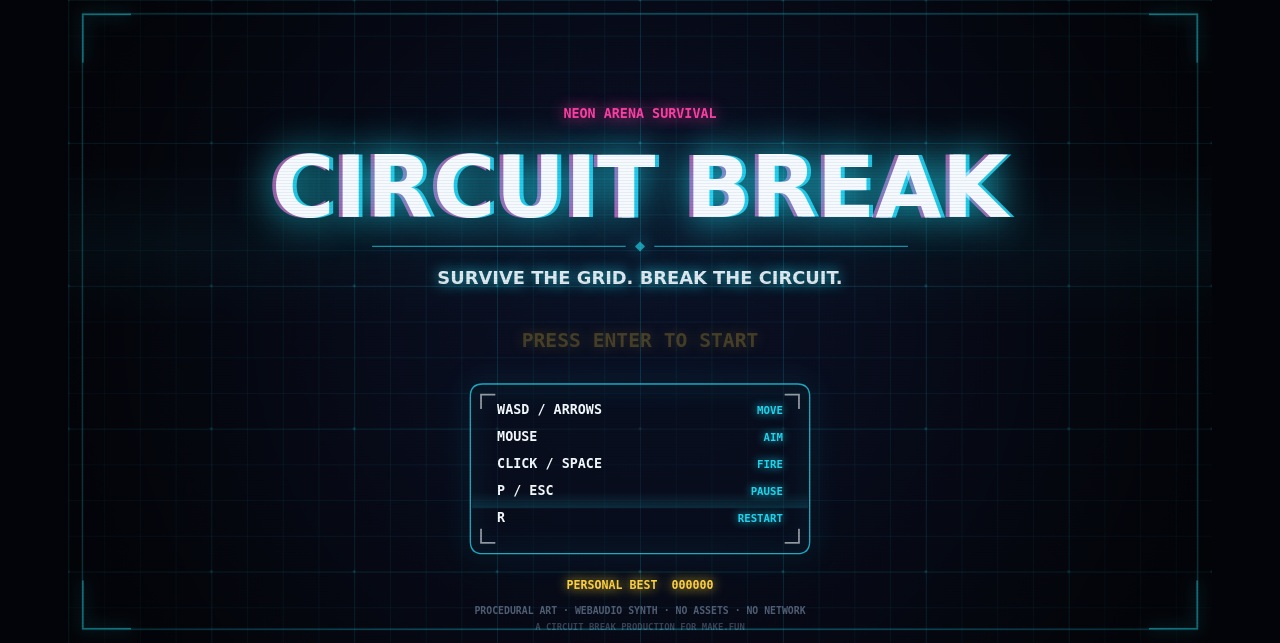 NEON ARENA SURVIVAL
CIRCUIT BREAK
SURVIVE THE GRID. BREAK THE CIRCUIT.
PRESS ENTER TO START
WASD / ARROWS MOVE
MOUSE AIM
CLICK / SPACE FIRE
P / ESC PAUSE
R RESTART
PERSONAL BEST 000000
PROCEDURAL ART · WEBAUDIO SYNTH · NO ASSETS · NO NETWORK
A CIRCUIT BREAK PRODUCTION FOR MAKE.FUN